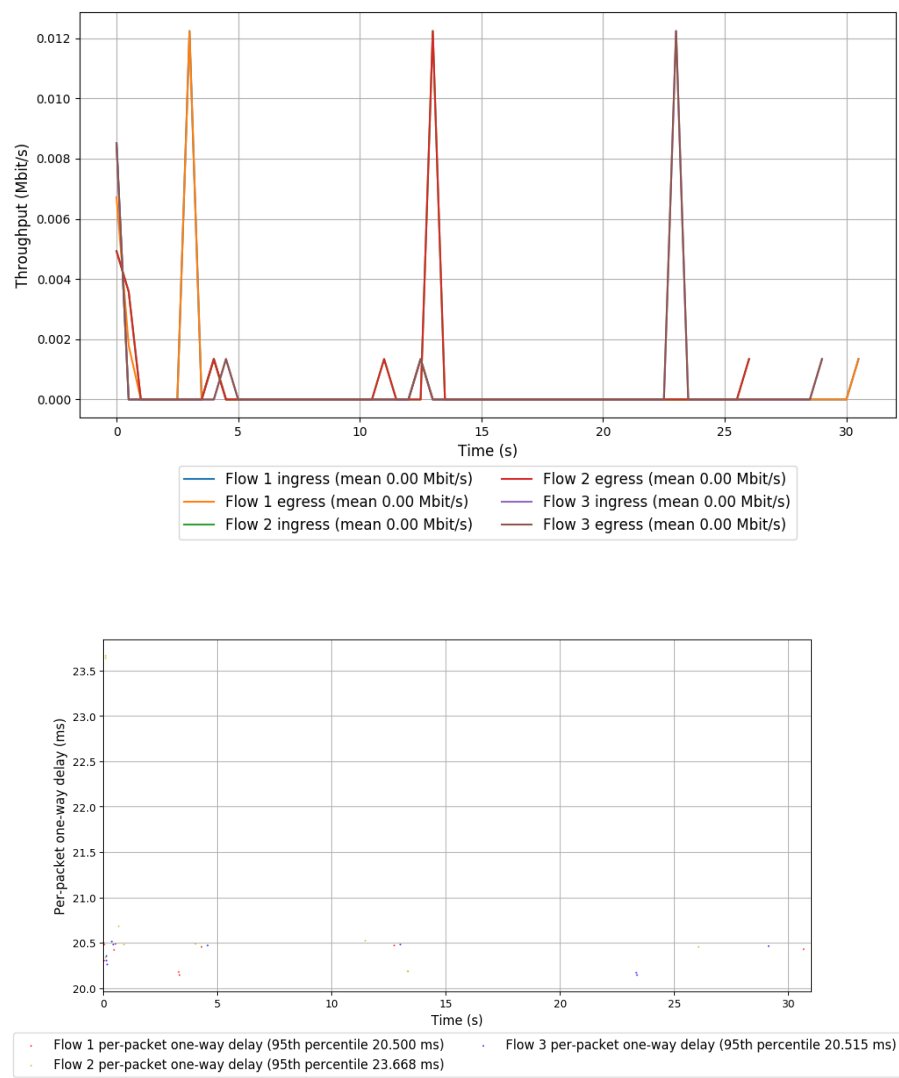 0.012
0.010
0.008
0.006
0.004
0.002
0.000
Throughput (Mbit/s)
0 5 10 15 20 25 30
Time (s)
Flow 1 ingress (mean 0.00 Mbit/s)
Flow 1 egress (mean 0.00 Mbit/s)
Flow 2 ingress (mean 0.00 Mbit/s)
Flow 2 egress (mean 0.00 Mbit/s)
Flow 3 ingress (mean 0.00 Mbit/s)
Flow 3 egress (mean 0.00 Mbit/s)
23.5
23.0
22.5
22.0
21.5
21.0
20.5
20.0
Per-packet one-way delay (ms)
0 5 10 15 20 25 30
Time (s)
Flow 1 per-packet one-way delay (95th percentile 20.500 ms)
Flow 2 per-packet one-way delay (95th percentile 23.668 ms)
Flow 3 per-packet one-way delay (95th percentile 20.515 ms)